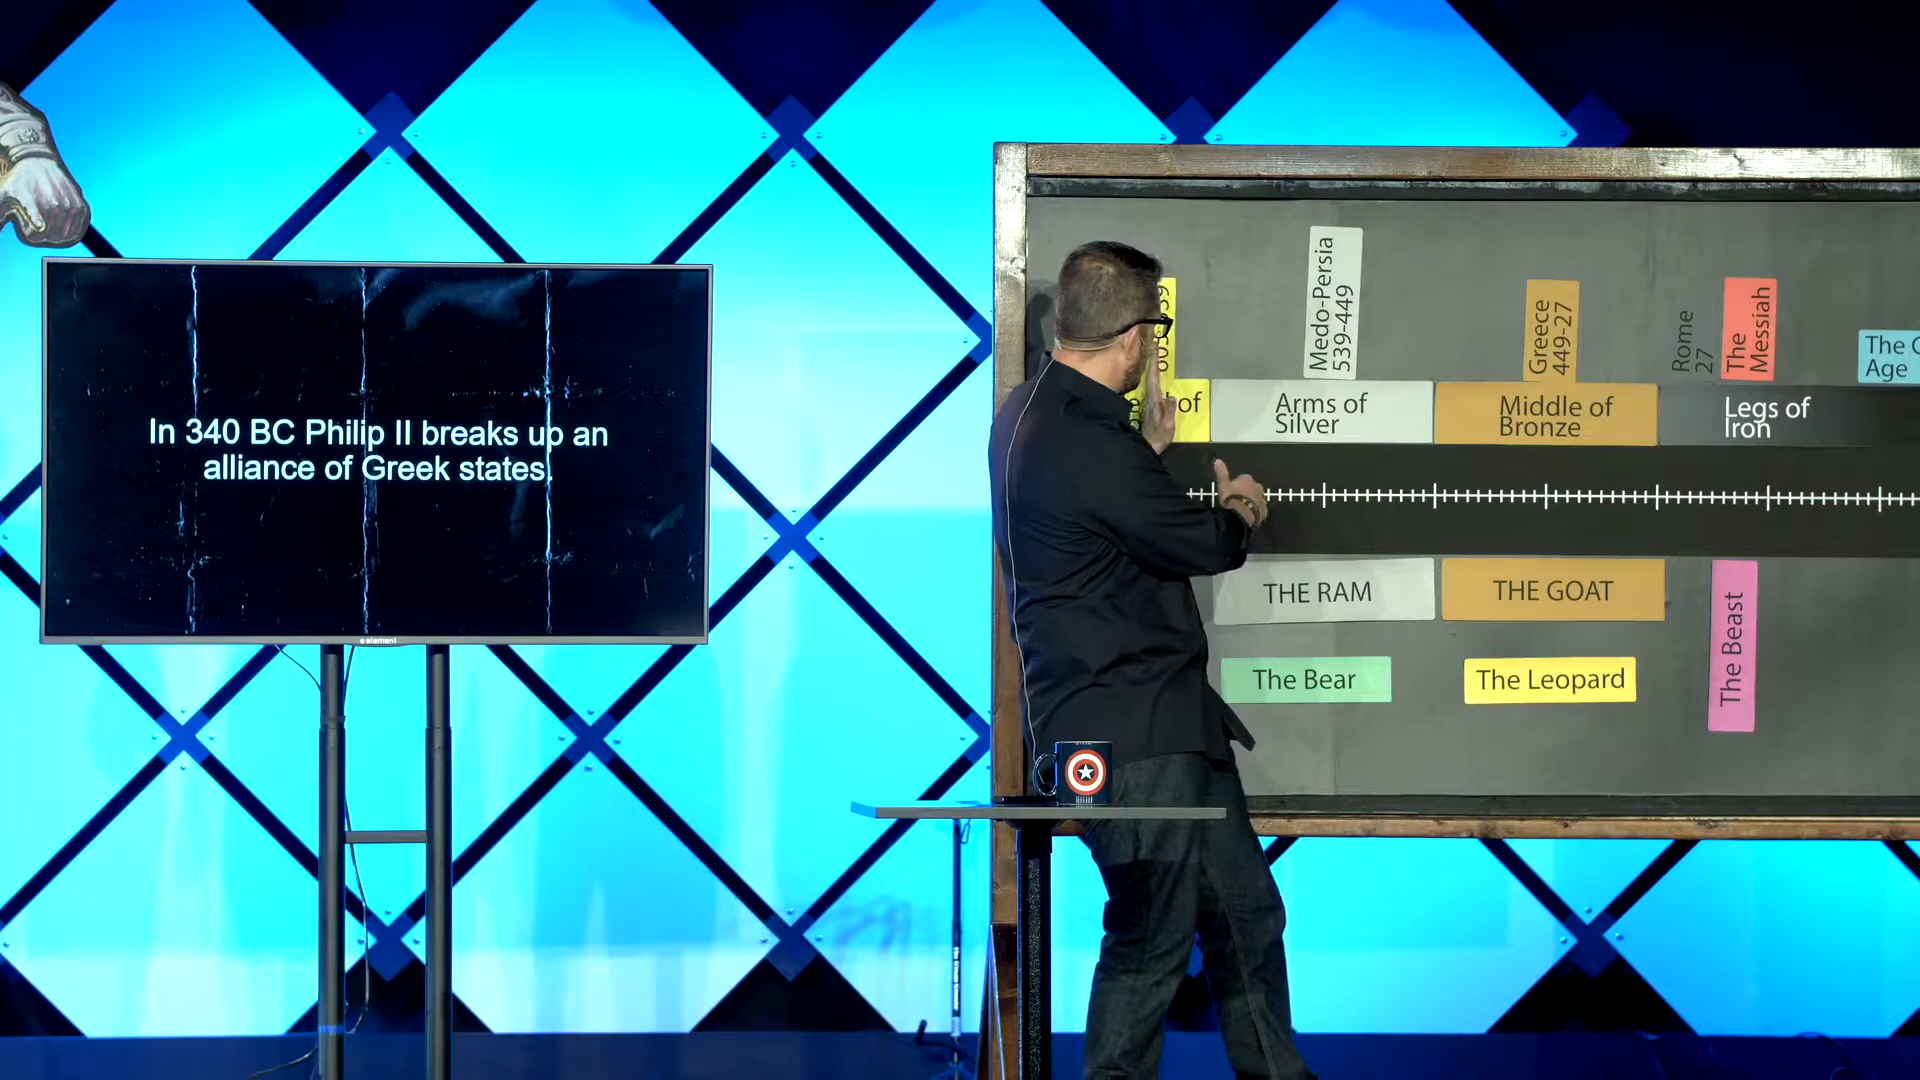 In 340 BC Philip II breaks up an
alliance of Greek states.
element
Medo-Persia
539-449
Greece
449-27
Rome
27
The
Messiah
The
Age
of
Arms of
Silver
Middle of
Bronze
Legs of
Iron
THE RAM
THE GOAT
The Beast
The Bear
The Leopard